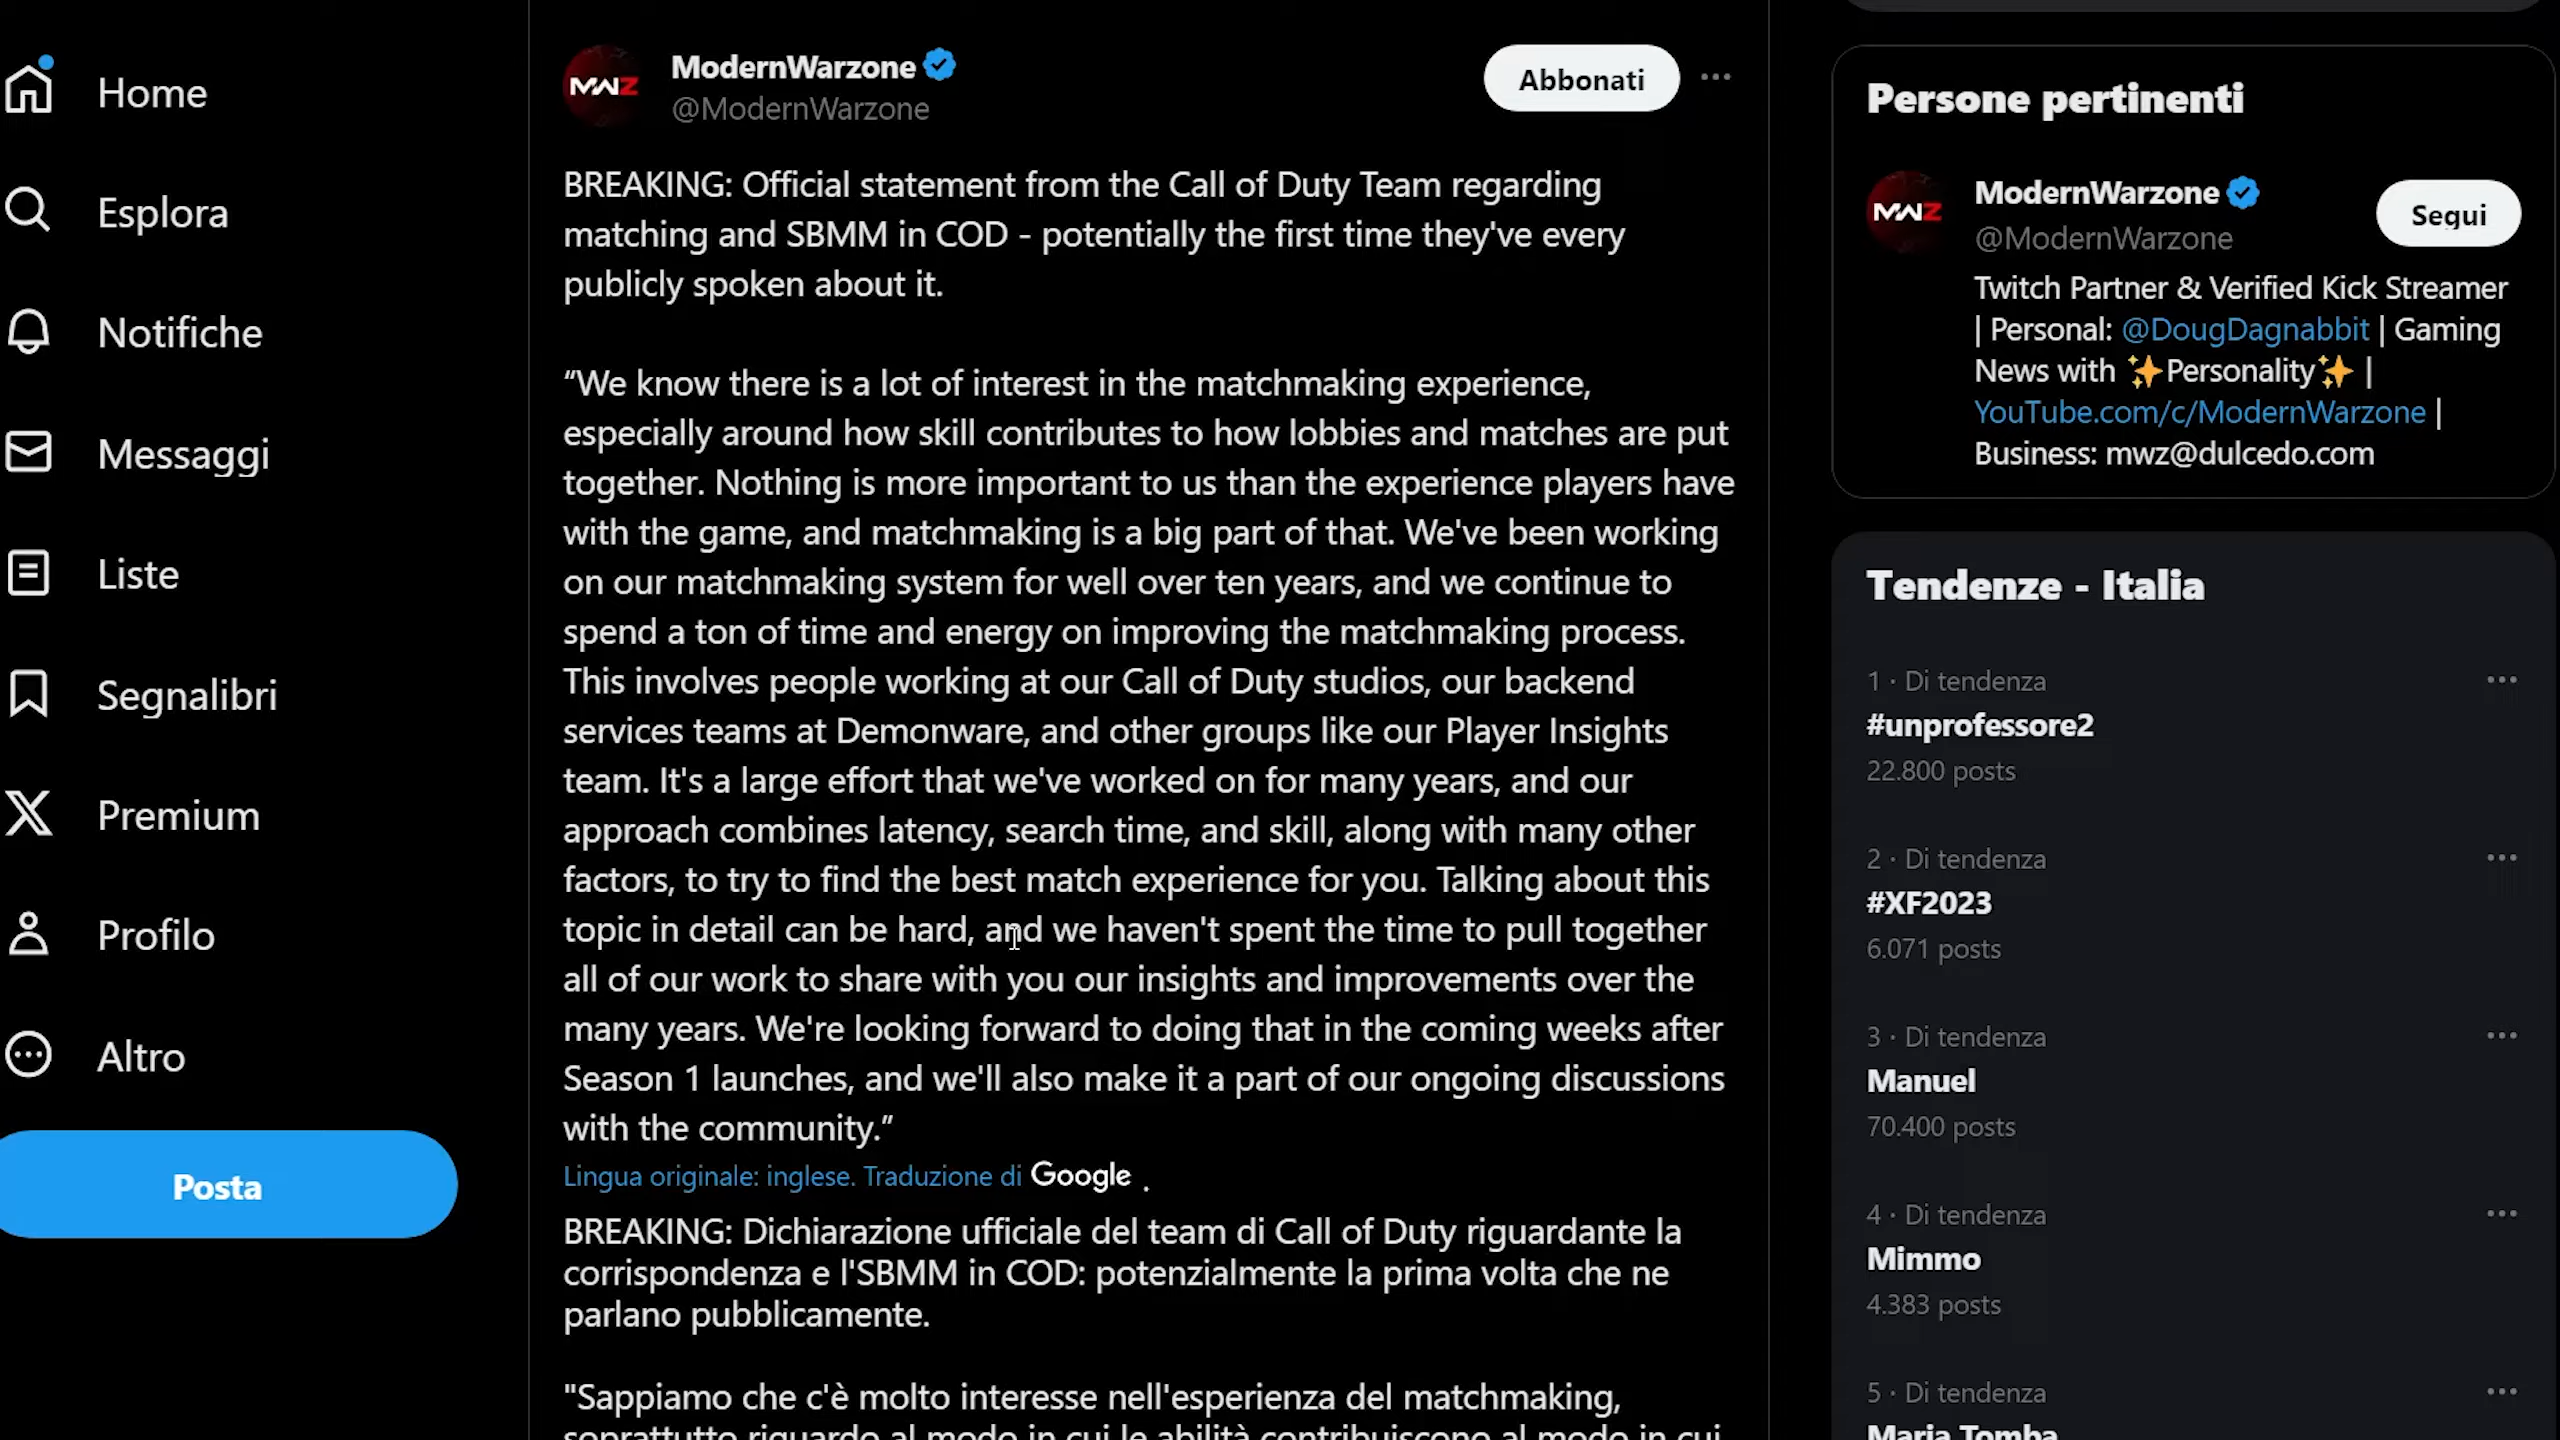 Home
Esplora
Notifiche
Messaggi
Liste
Segnalibri
Premium
Profilo
Altro
Posta
MWZ
ModernWarzone
@ModernWarzone
Abbonati
BREAKING: Official statement from the Call of Duty Team regarding
matching and SBMM in COD - potentially the first time they've every
publicly spoken about it.
“We know there is a lot of interest in the matchmaking experience,
especially around how skill contributes to how lobbies and matches are put
together. Nothing is more important to us than the experience players have
with the game, and matchmaking is a big part of that. We've been working
on our matchmaking system for well over ten years, and we continue to
spend a ton of time and energy on improving the matchmaking process.
This involves people working at our Call of Duty studios, our backend
services teams at Demonware, and other groups like our Player Insights
team. It's a large effort that we've worked on for many years, and our
approach combines latency, search time, and skill, along with many other
factors, to try to find the best match experience for you. Talking about this
topic in detail can be hard, and we haven't spent the time to pull together
all of our work to share with you our insights and improvements over the
many years. We're looking forward to doing that in the coming weeks after
Season 1 launches, and we'll also make it a part of our ongoing discussions
with the community.”
Lingua originale: inglese. Traduzione di Google .
BREAKING: Dichiarazione ufficiale del team di Call of Duty riguardante la
corrispondenza e l'SBMM in COD: potenzialmente la prima volta che ne
parlano pubblicamente.
"Sappiamo che c'è molto interesse nell'esperienza del matchmaking,
soprattutto riguardo al modo in cui le abilità contribuiscono al modo in cui
Persone pertinenti
MWZ
ModernWarzone
@ModernWarzone
Segui
Twitch Partner & Verified Kick Streamer
| Personal: @DougDagnabbit | Gaming
News with ✨Personality✨ |
YouTube.com/c/ModernWarzone |
Business: mwz@dulcedo.com
Tendenze - Italia
1 · Di tendenza
#unprofessore2
22.800 posts
2 · Di tendenza
#XF2023
6.071 posts
3 · Di tendenza
Manuel
70.400 posts
4 · Di tendenza
Mimmo
4.383 posts
5 · Di tendenza
Maria Tomba